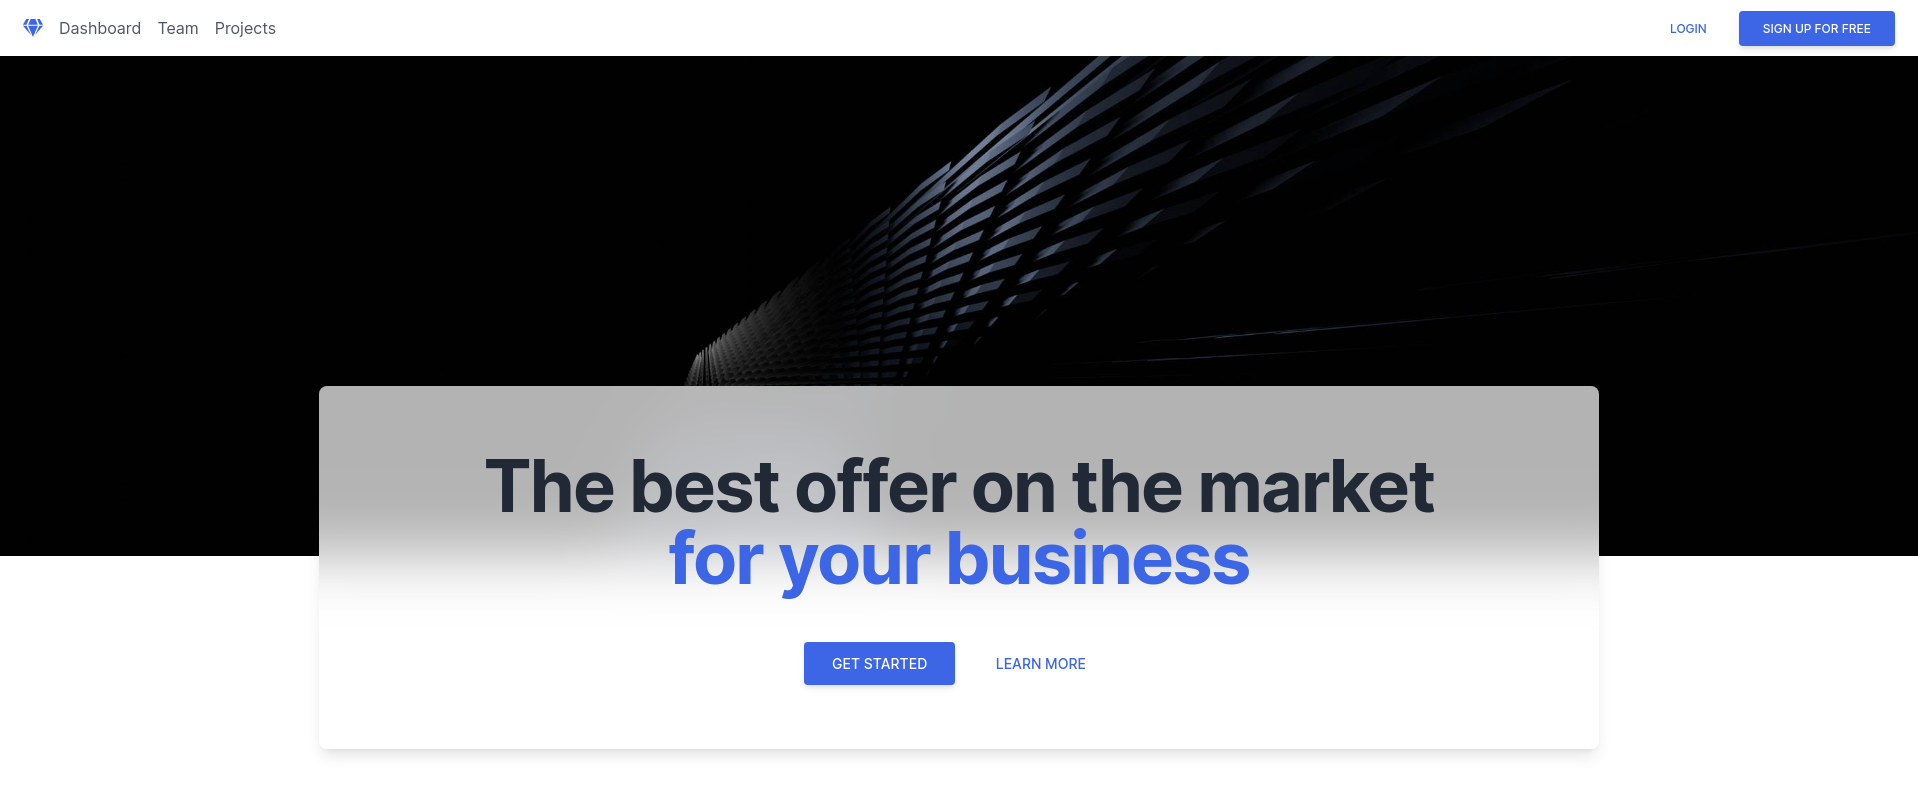 Dashboard Team Projects LOGIN SIGN UP FOR FREE
The best offer on the market
for your business
GET STARTED LEARN MORE